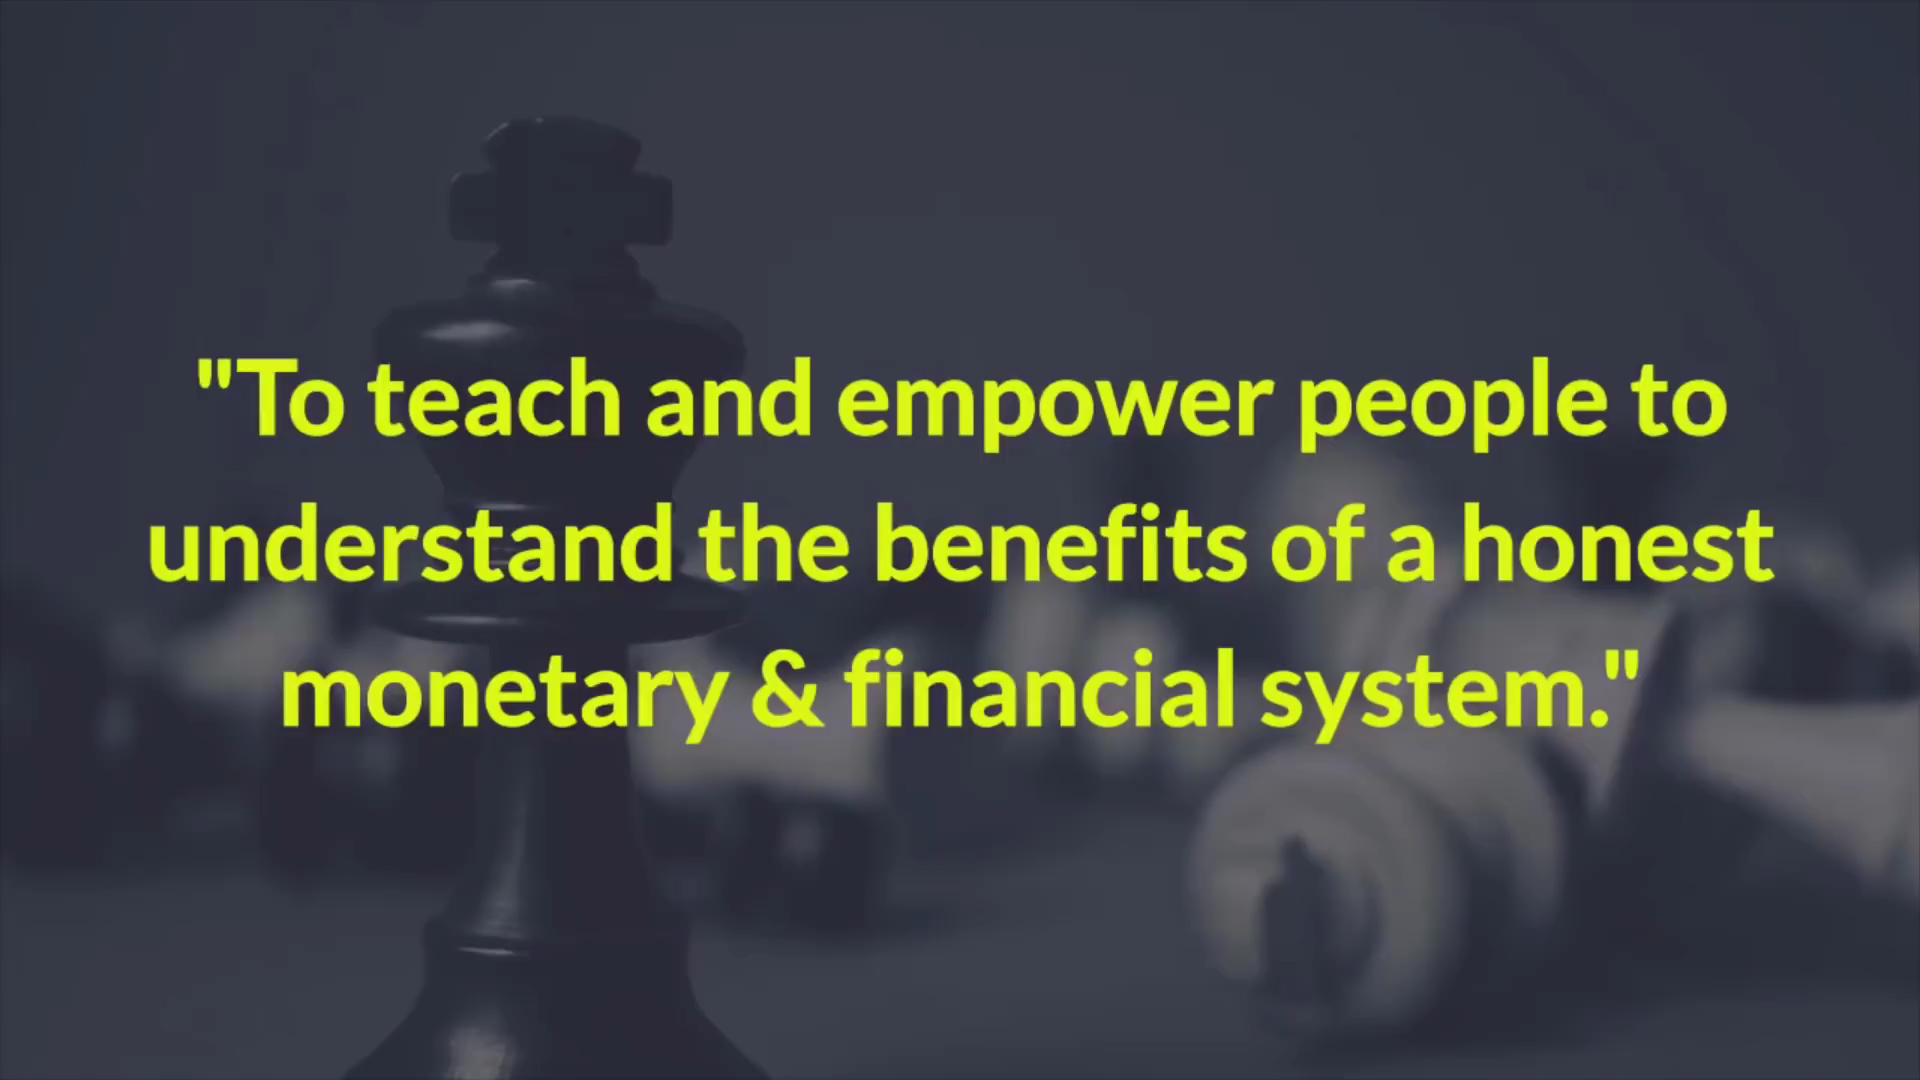 "To teach and empower people to
understand the benefits of a honest
monetary & financial system."